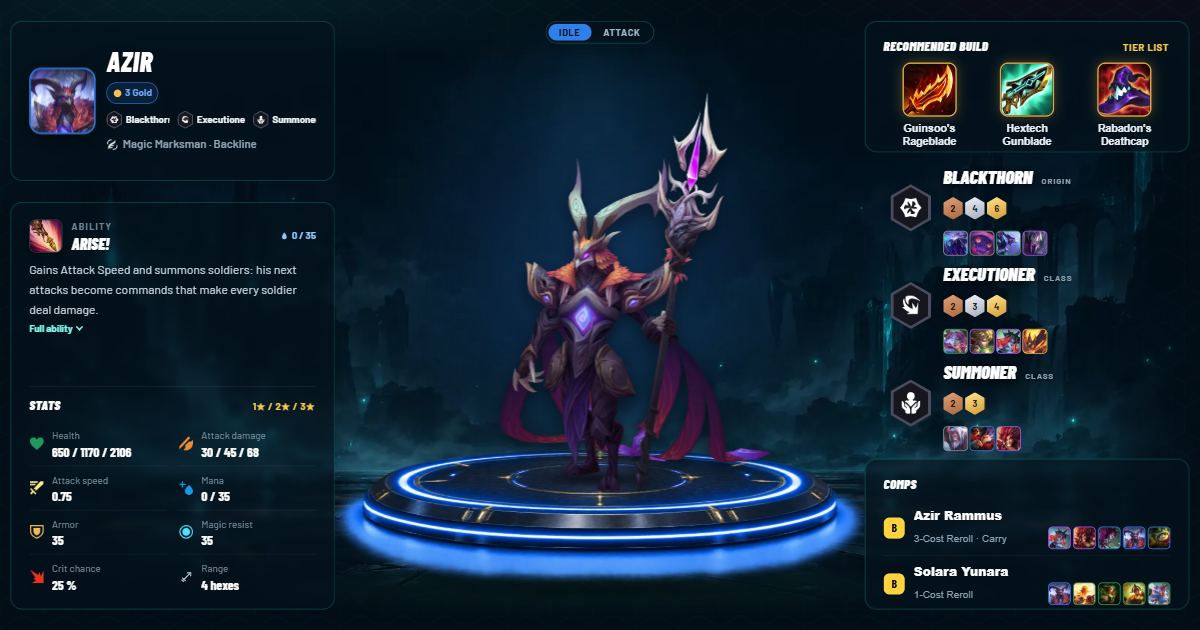 IDLE ATTACK
AZIR
3 Gold
Blackthorn Executione Summone
Magic Marksman · Backline
ABILITY
ARISE!
0 / 35
Gains Attack Speed and summons soldiers: his next
attacks become commands that make every soldier
deal damage.
Full ability
STATS
1★ / 2★ / 3★
Health
650 / 1170 / 2106
Attack damage
30 / 45 / 68
Attack speed
0.75
Mana
0 / 35
Armor
35
Magic resist
35
Crit chance
25 %
Range
4 hexes
RECOMMENDED BUILD
TIER LIST
Guinsoo's
Rageblade
Hextech
Gunblade
Rabadon's
Deathcap
BLACKTHORN ORIGIN
2 4 6
EXECUTIONER CLASS
2 3 4
SUMMONER CLASS
2 3
COMPS
B
Azir Rammus
3-Cost Reroll · Carry
B
Solara Yunara
1-Cost Reroll